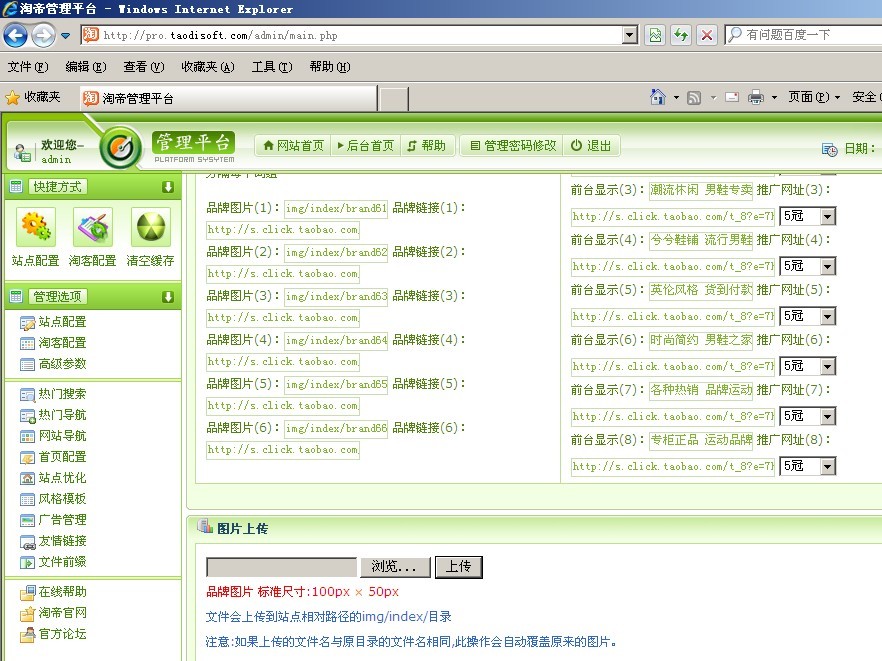 淘帝管理平台 - Windows Internet Explorer
http://pro.taodisoft.com/admin/main.php
有问题百度一下
文件(F) 编辑(E) 查看(V) 收藏夹(A) 工具(T) 帮助(H)
收藏夹 淘帝管理平台 页面(P) 安全(
欢迎您-
admin
管理平台
PLATFORM SYSYTEM
网站首页 后台首页 帮助 管理密码修改 退出
日期:
快捷方式
站点配置 淘客配置 清空缓存
管理选项
站点配置
淘客配置
高级参数
热门搜索
热门导航
网站导航
首页配置
站点优化
风格模板
广告管理
友情链接
文件前缀
在线帮助
淘帝官网
官方论坛
品牌图片(1): img/index/brand61 品牌链接(1):
http://s.click.taobao.com
品牌图片(2): img/index/brand62 品牌链接(2):
http://s.click.taobao.com
品牌图片(3): img/index/brand63 品牌链接(3):
http://s.click.taobao.com
品牌图片(4): img/index/brand64 品牌链接(4):
http://s.click.taobao.com
品牌图片(5): img/index/brand65 品牌链接(5):
http://s.click.taobao.com
品牌图片(6): img/index/brand66 品牌链接(6):
http://s.click.taobao.com
前台显示(3): 潮流休闲 男鞋专卖 推广网址(3):
http://s.click.taobao.com/t_8?e=7 5冠
前台显示(4): 兮兮鞋铺 流行男鞋 推广网址(4):
http://s.click.taobao.com/t_8?e=7 5冠
前台显示(5): 英伦风格 货到付款 推广网址(5):
http://s.click.taobao.com/t_8?e=7 5冠
前台显示(6): 时尚简约 男鞋之家 推广网址(6):
http://s.click.taobao.com/t_8?e=7 5冠
前台显示(7): 各种热销 品牌运动 推广网址(7):
http://s.click.taobao.com/t_8?e=7 5冠
前台显示(8): 专柜正品 运动品牌 推广网址(8):
http://s.click.taobao.com/t_8?e=7 5冠
图片上传
浏览... 上传
品牌图片 标准尺寸:100px × 50px
文件会上传到站点相对路径的img/index/目录
注意:如果上传的文件名与原目录的文件名相同,此操作会自动覆盖原来的图片。